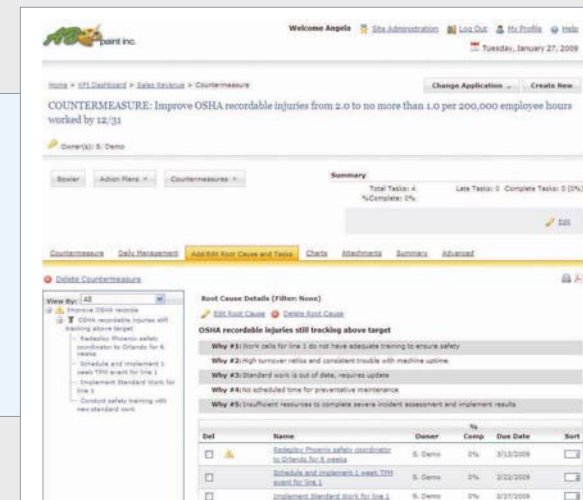 paint inc.
Welcome Angela Site Administration Log Out My Profile Help
Tuesday, January 27, 2009
Home > KPI Dashboard > Sales Revenue > Countermeasure
Change Application Create New
COUNTERMEASURE: Improve OSHA recordable injuries from 2.0 to no more than 1.0 per 200,000 employee hours
worked by 12/31
Owner(s): S. Demo
Bowler Action Plans Countermeasures
Summary
Total Tasks: 4 Late Tasks: 0 Complete Tasks: 0 (0%)
%Complete: 0%
Edit
Countermeasure Daily Management Add/Edit Root Cause and Tasks Charts Attachments Summary Advanced
Delete Countermeasure
View By: All
Improve OSHA records
OSHA recordable injuries still
tracking above target
Redeploy Phoenix safety
coordinator to Orlando for 6
weeks
Schedule and implement 1
week TPM event for line 1
Implement Standard Work for
line 1
Conduct safety training with
new standard work
Root Cause Details (Filter: None)
Edit Root Cause Delete Root Cause
OSHA recordable injuries still tracking above target
Why #1: Work cells for line 1 do not have adequate training to ensure safety
Why #2: High turnover ratios and consistent trouble with machine uptime
Why #3: Standard work is out of date, requires update
Why #4: No scheduled time for preventative maintenance
Why #5: Insufficient resources to complete severe incident assessment and implement results
Del Name Owner % Comp Due Date Sort
Redeploy Phoenix safety coordinator
to Orlando for 6 weeks
S. Demo 0% 3/13/2009
Schedule and implement 1 week TPM
event for line 1
S. Demo 0% 2/22/2009
Implement Standard Work for line 1 S. Demo 0% 2/27/2009